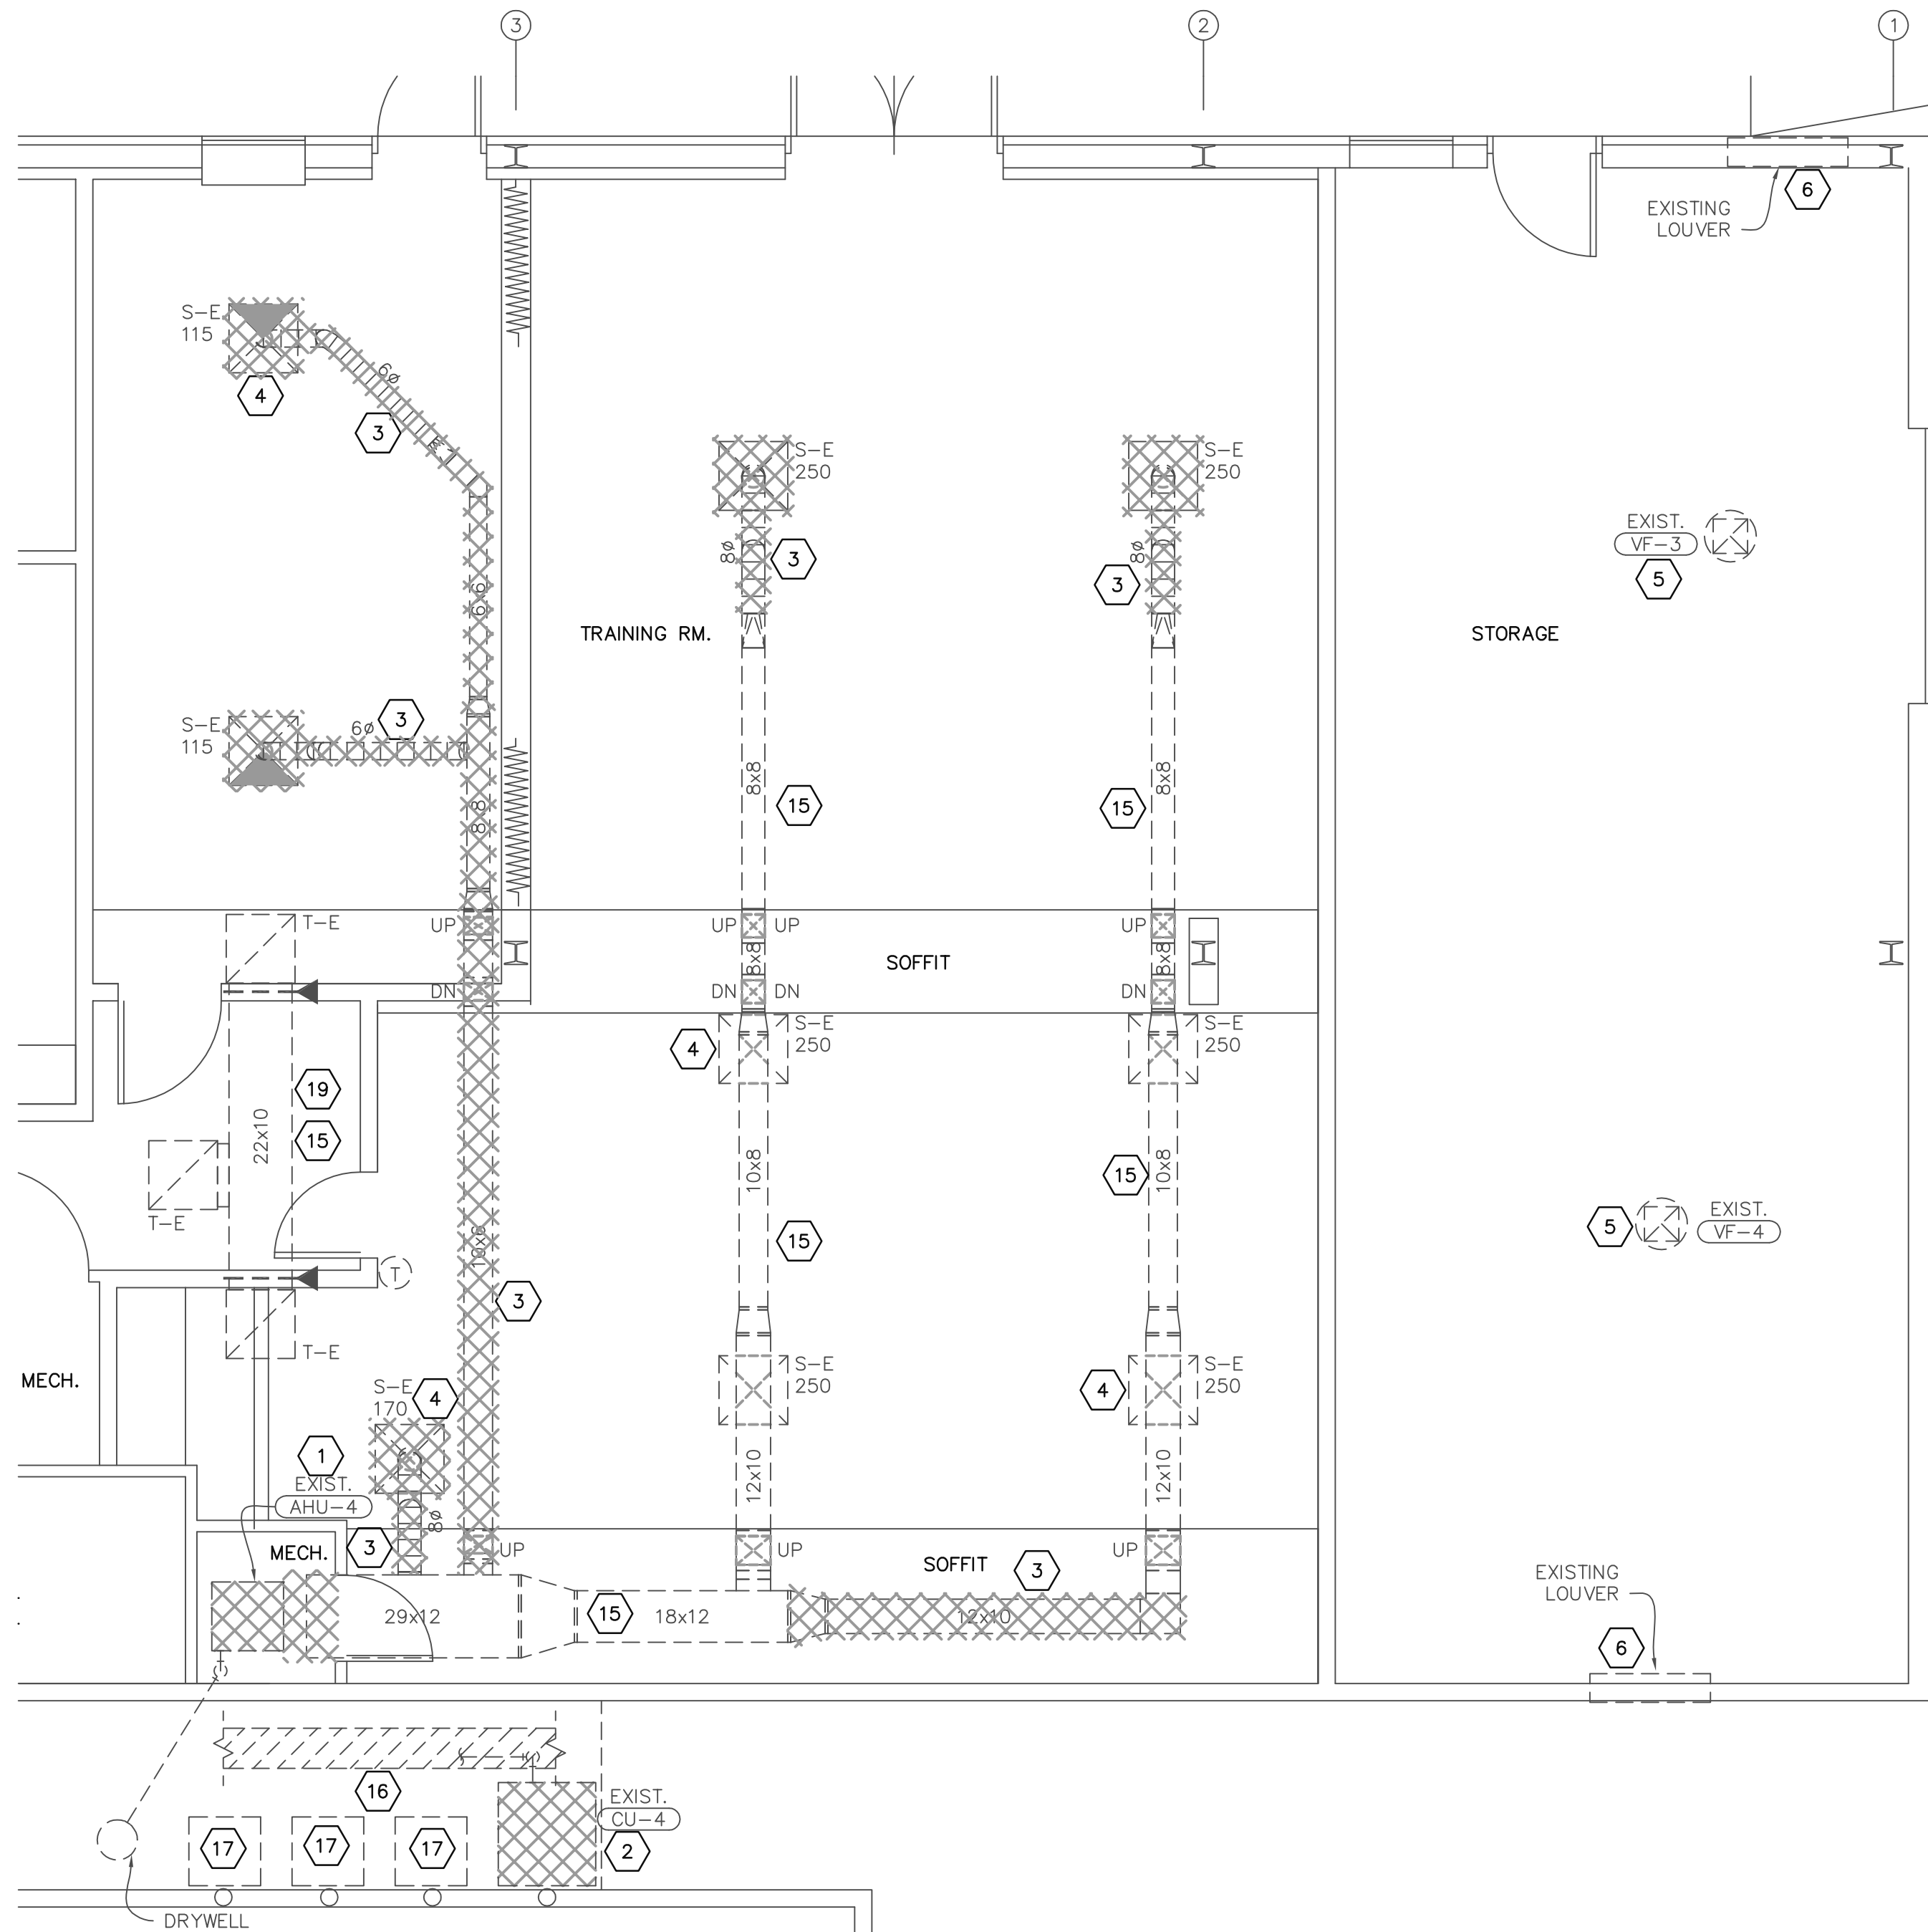 3
2
1
6
EXISTING
LOUVER
S-E
115
4
6ø
3
S-E
250
S-E
250
8ø
3
8ø
3
EXIST.
VF-3
5
6x6
TRAINING RM.
STORAGE
S-E
115
6ø
3
8x8
8x8
8x8
15
15
T-E
UP
UP
UP
UP
8x8
8x8
SOFFIT
DN
DN
DN
DN
4
S-E
250
S-E
250
19
15
22x10
T-E
10x8
10x8
10x8
15
15
3
T
5
EXIST.
VF-4
T-E
MECH.
S-E
170
4
S-E
250
4
S-E
250
1
EXIST.
AHU-4
8ø
12x10
12x10
3
MECH.
UP
UP
UP
SOFFIT
3
29x12
15
18x12
12x10
EXISTING
LOUVER
6
16
EXIST.
CU-4
2
17
17
17
DRYWELL